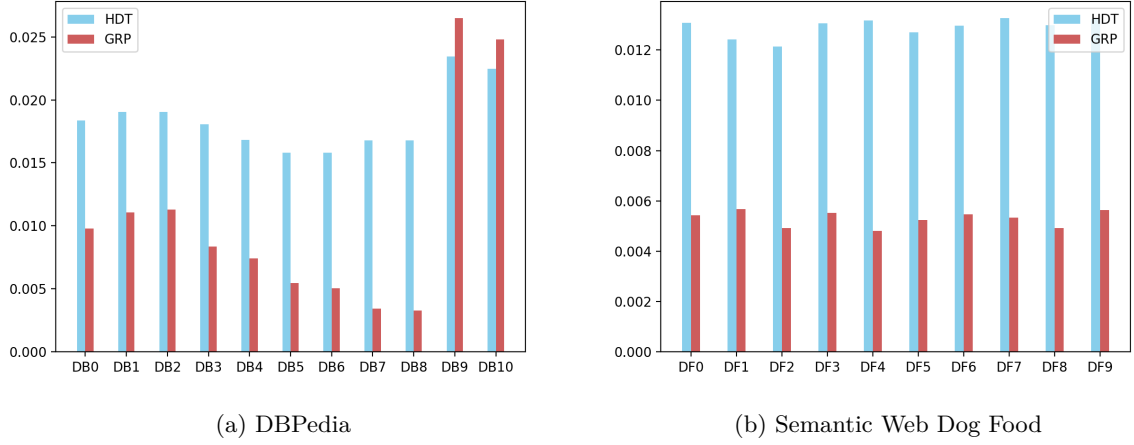 HDT
GRP
0.025
0.020
0.015
0.010
0.005
0.000
DB0 DB1 DB2 DB3 DB4 DB5 DB6 DB7 DB8 DB9 DB10
(a) DBPedia
HDT
GRP
0.012
0.010
0.008
0.006
0.004
0.002
0.000
DF0 DF1 DF2 DF3 DF4 DF5 DF6 DF7 DF8 DF9
(b) Semantic Web Dog Food